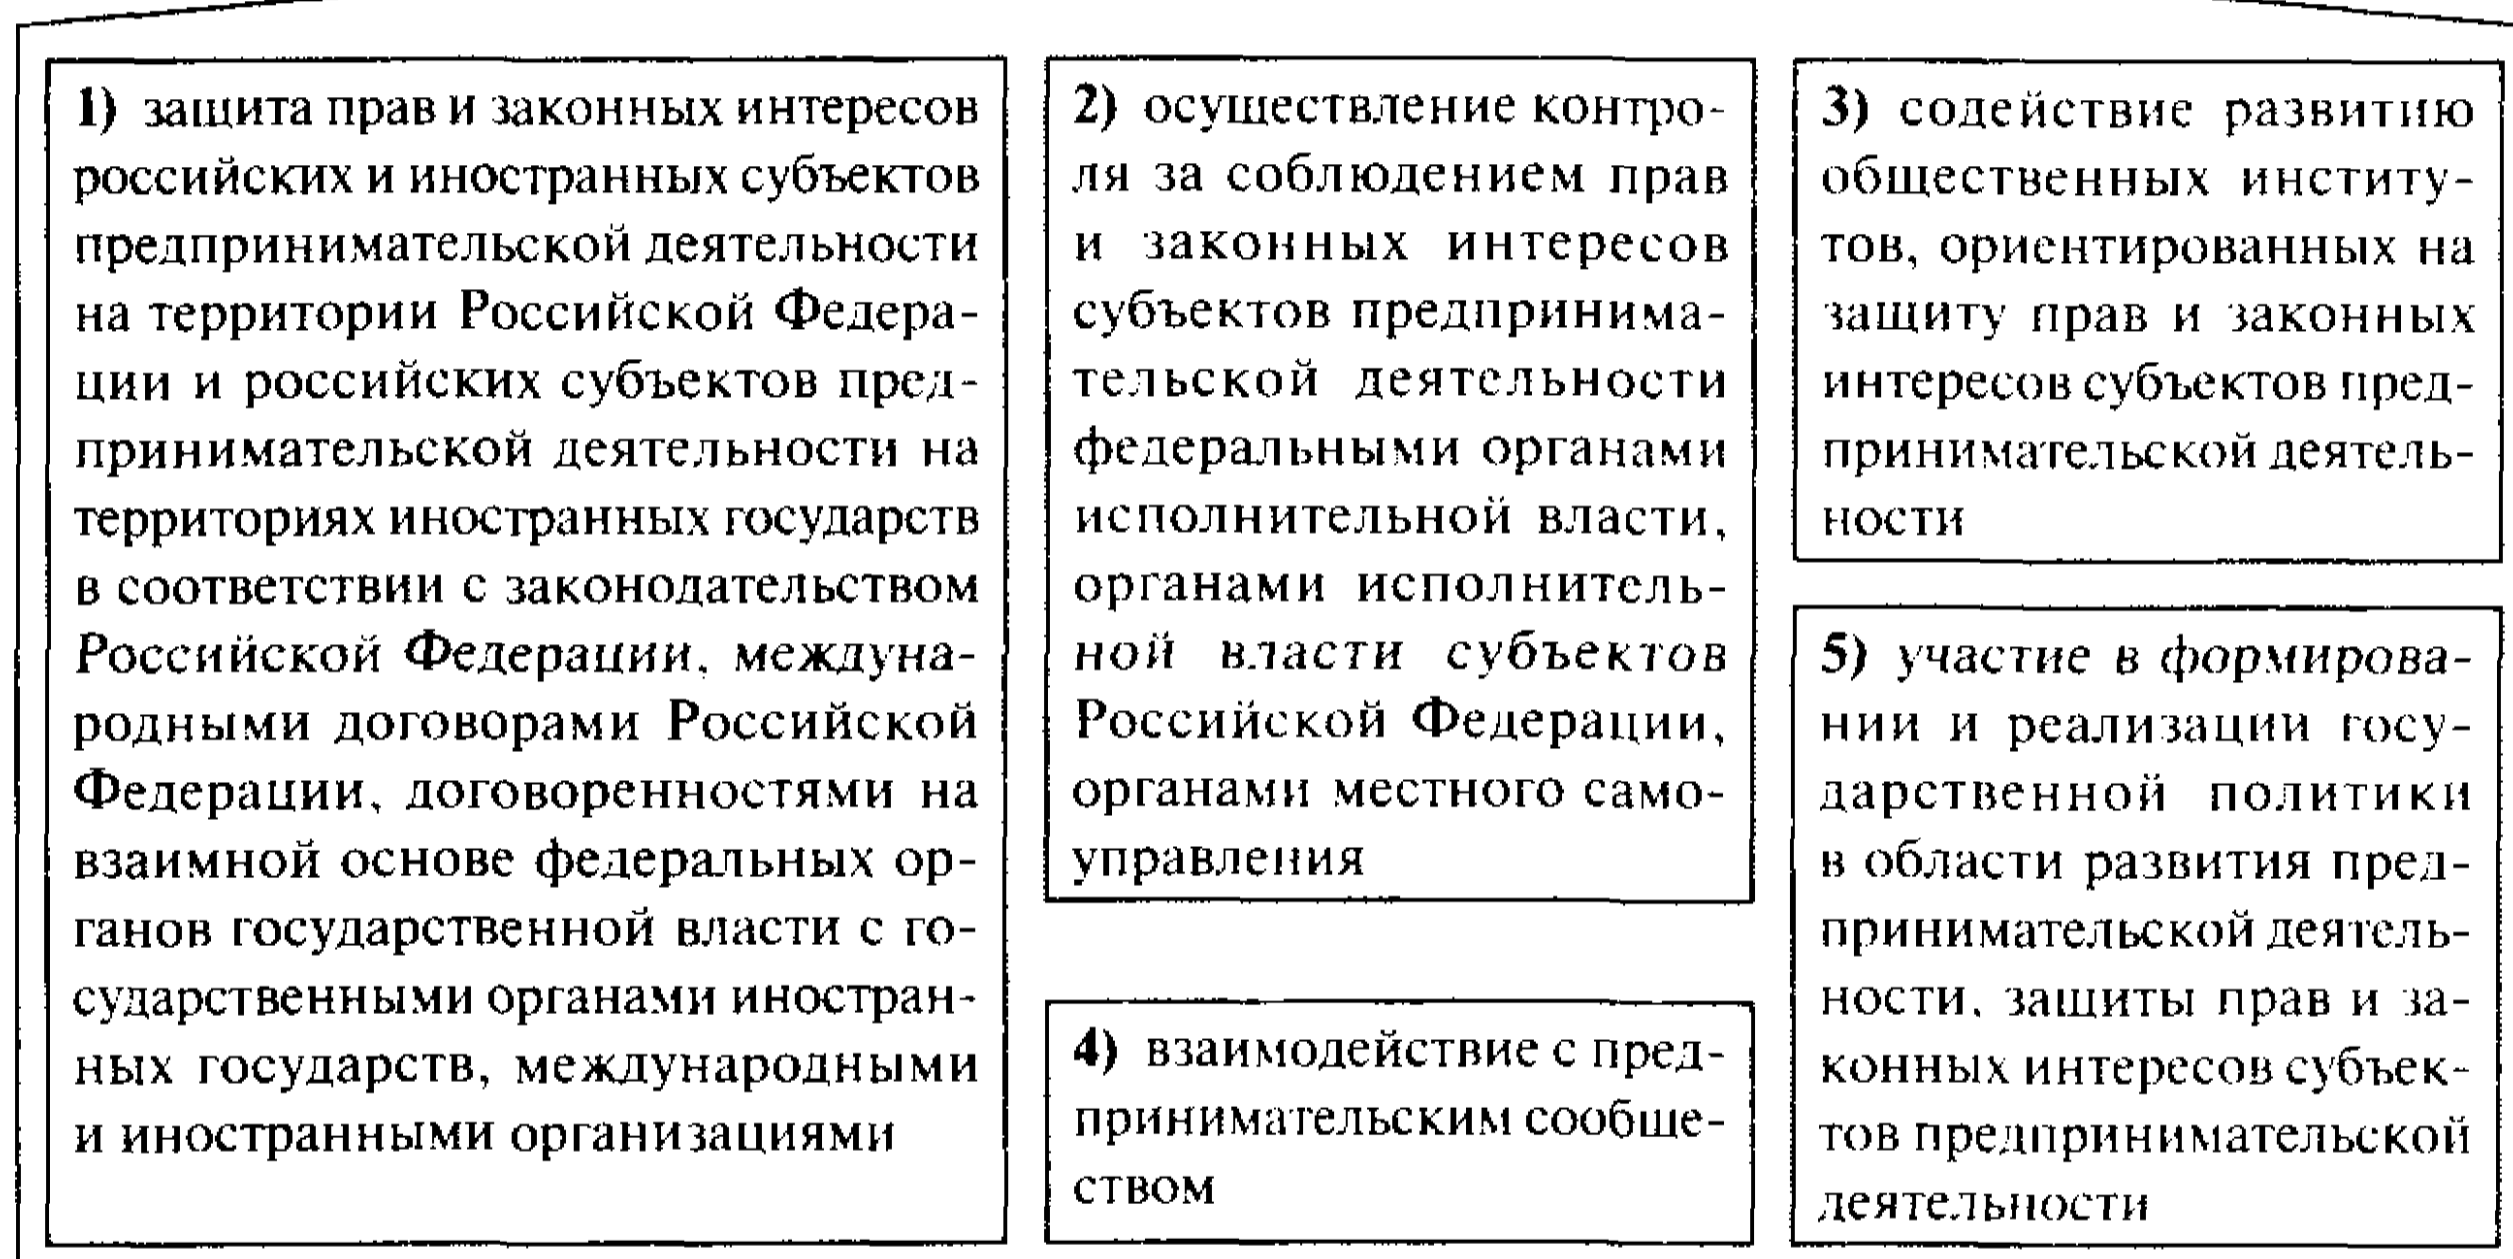 1) защита прав и законных интересов
российских и иностранных субъектов
предпринимательской деятельности
на территории Российской Федера-
ции и российских субъектов пред-
принимательской деятельности на
территориях иностранных государств
в соответствии с законодательством
Российской Федерации, междуна-
родными договорами Российской
Федерации, договоренностями на
взаимной основе федеральных ор-
ганов государственной власти с го-
сударственными органами иностран-
ных государств, международными
и иностранными организациями
2) осуществление контро-
ля за соблюдением прав
и законных интересов
субъектов предпринима-
тельской деятельности
федеральными органами
исполнительной власти,
органами исполнитель-
ной власти субъектов
Российской Федерации,
органами местного само-
управления
3) содействие развитию
общественных институ-
тов, ориентированных на
защиту прав и законных
интересов субъектов пред-
принимательской деятель-
ности
4) взаимодействие с пред-
принимательским сообще-
ством
5) участие в формирова-
нии и реализации госу-
дарственной политики
в области развития пред-
принимательской деятель-
ности, защиты прав и за-
конных интересов субъек-
тов предпринимательской
деятельности